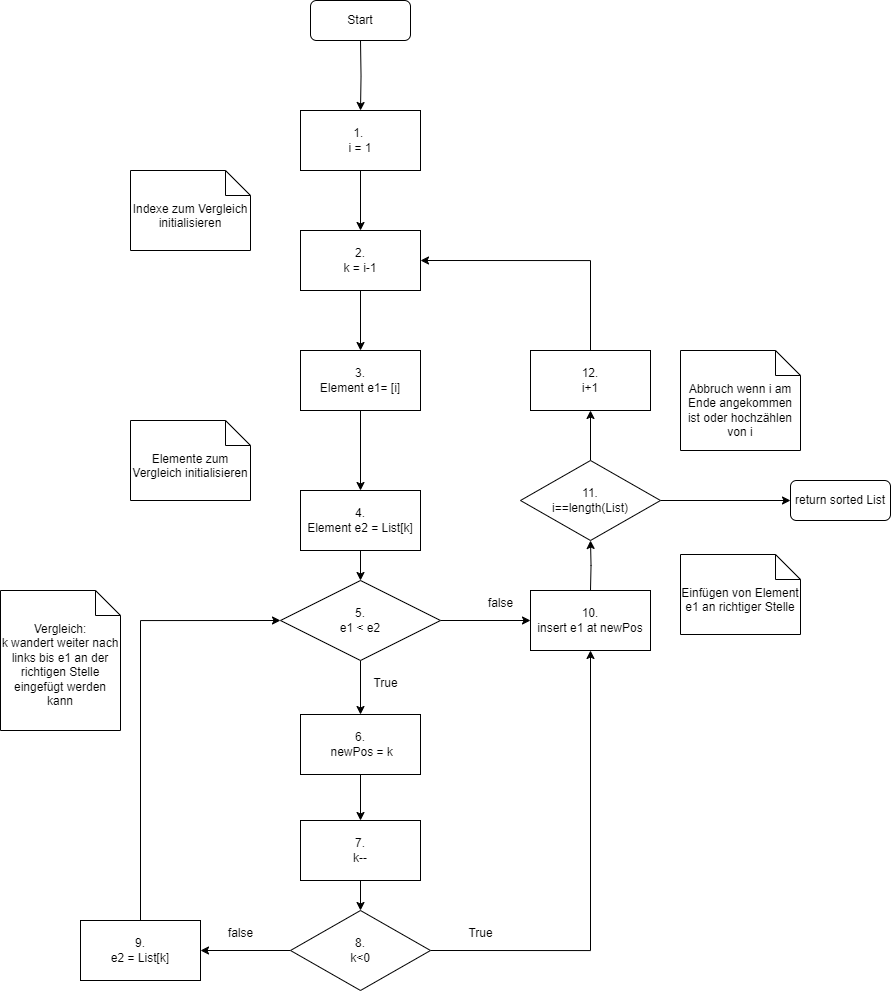 Start
1.
i = 1
Indexe zum Vergleich
initialisieren
2.
k = i-1
3.
Element e1= [i]
12.
i+1
Abbruch wenn i am
Ende angekommen
ist oder hochzählen
von i
Elemente zum
Vergleich initialisieren
4.
Element e2 = List[k]
11.
i==length(List)
return sorted List
5.
e1 < e2
false
10.
insert e1 at newPos
Einfügen von Element
e1 an richtiger Stelle
Vergleich:
k wandert weiter nach
links bis e1 an der
richtigen Stelle
eingefügt werden
kann
True
6.
newPos = k
7.
k--
8.
k<0
false
True
9.
e2 = List[k]